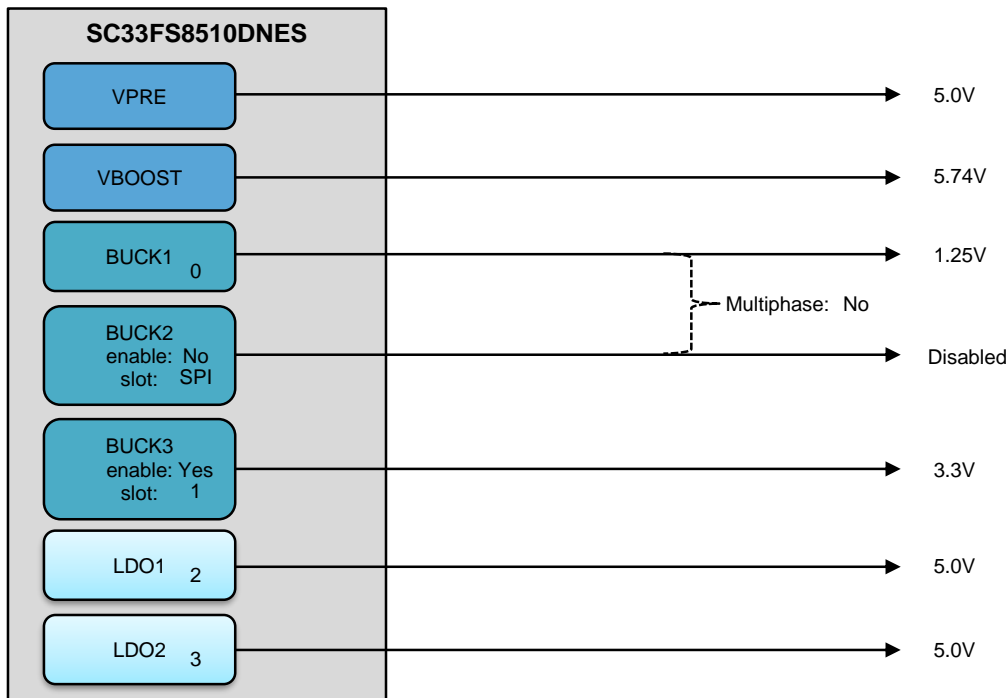 SC33FS8510DNES
VPRE
5.0V
VBOOST
5.74V
BUCK1 0
1.25V
Multiphase: No
BUCK2
enable: No
slot: SPI
Disabled
BUCK3
enable: Yes
slot: 1
3.3V
LDO1 2
5.0V
LDO2 3
5.0V